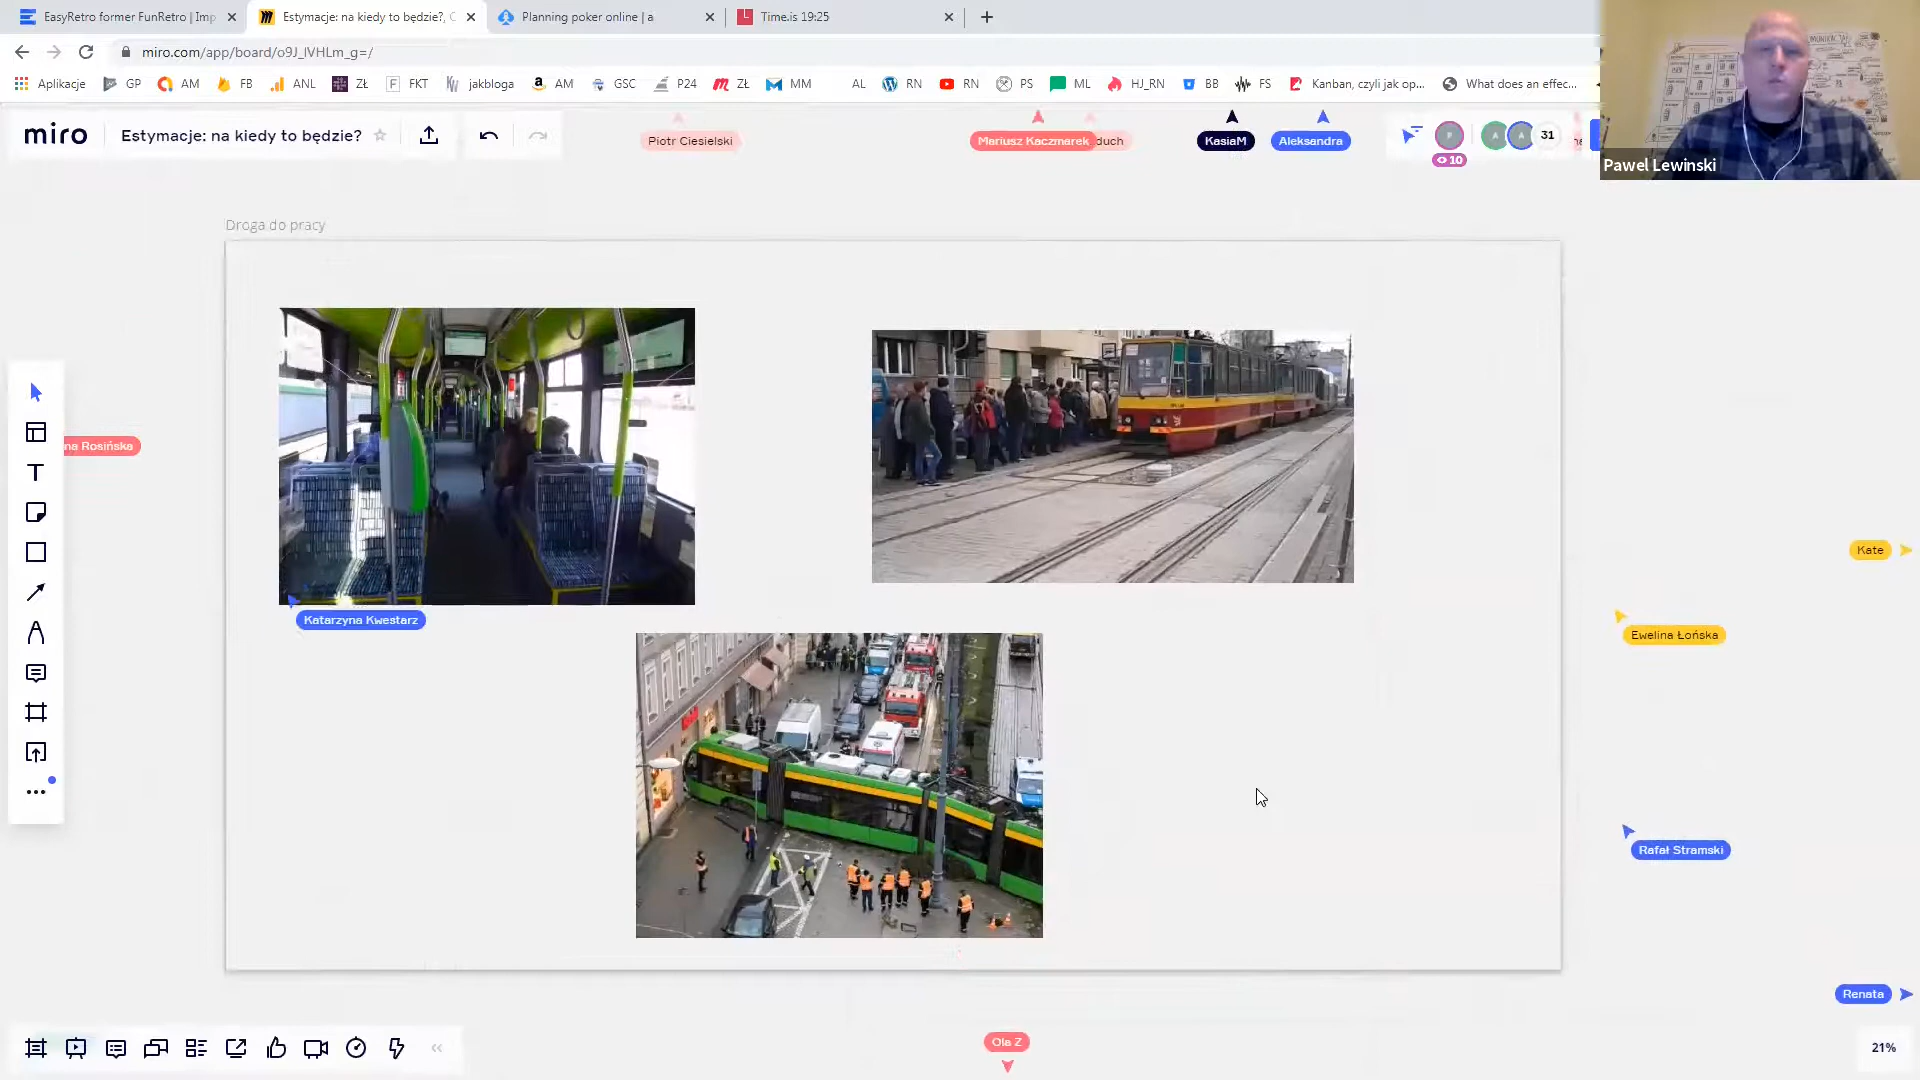 EasyRetro former FunRetro | Imp
Estymacje: na kiedy to będzie?, C
Planning poker online | a
Time.is 19:25
miro.com/app/board/o9J_lVHLm_g=/
Aplikacje
GP
AM
FB
ANL
ZŁ
FKT
jakbloga
AM
GSC
P24
ZŁ
MM
AL
RN
RN
PS
ML
HJ_RN
BB
FS
Kanban, czyli jak op...
What does an effec...
miro
Estymacje: na kiedy to będzie?
Piotr Ciesielski
Mariusz Kaczmarek
duch
KasiaM
Aleksandra
31
10
Pawel Lewinski
Droga do pracy
na Rosińska
Katarzyna Kwestarz
Kate
Ewelina Łońska
Rafał Stramski
Renata
Ola Z
21%